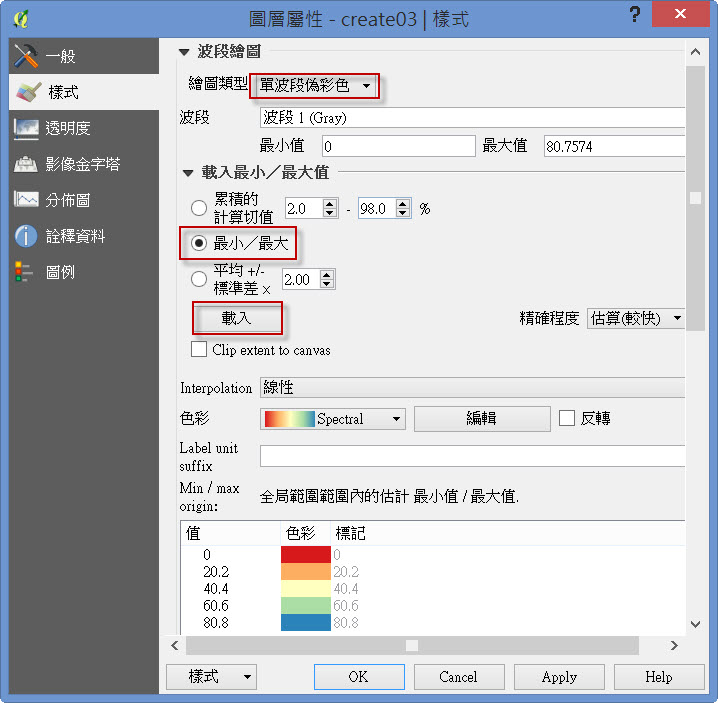 圖層屬性 - create03 | 樣式
?
一般
樣式
透明度
影像金字塔
分佈圖
詮釋資料
圖例
波段繪圖
繪圖類型 單波段偽彩色
波段 波段 1 (Gray)
最小值 0 最大值 80.7574
載入最小／最大值
累積的
計算切值 2.0 - 98.0 %
最小／最大
平均 +/-
標準差 x 2.00
載入 精確程度 估算(較快)
Clip extent to canvas
Interpolation 線性
色彩 Spectral 編輯 反轉
Label unit
suffix
Min / max
origin: 全局範圍範圍內的估計 最小值 / 最大值.
值 色彩 標記
0 0
20.2 20.2
40.4 40.4
60.6 60.6
80.8 80.8
樣式 OK Cancel Apply Help